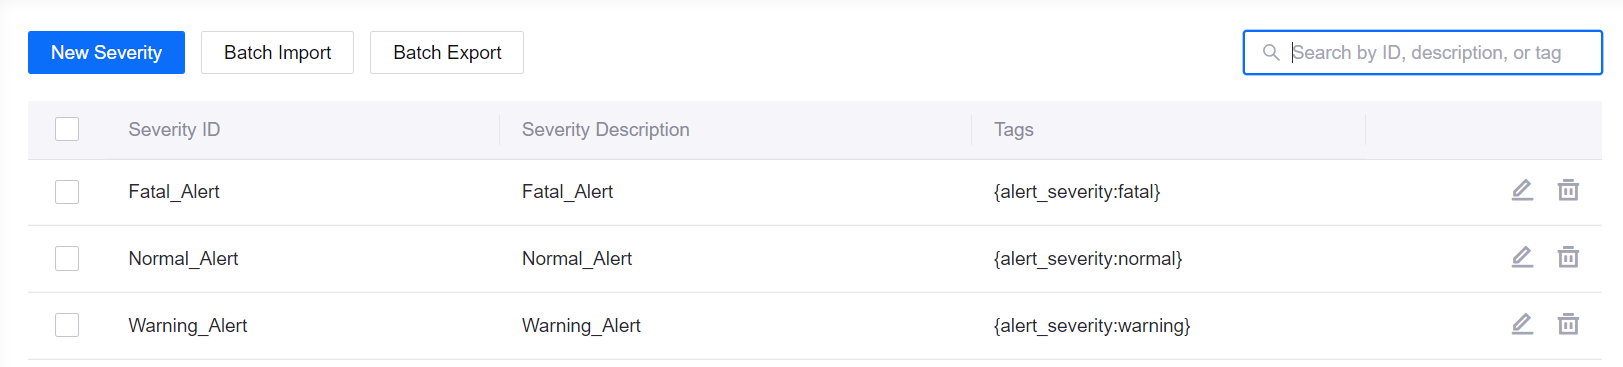 New Severity Batch Import Batch Export Search by ID, description, or tag
Severity ID Severity Description Tags
Fatal_Alert Fatal_Alert {alert_severity:fatal}
Normal_Alert Normal_Alert {alert_severity:normal}
Warning_Alert Warning_Alert {alert_severity:warning}